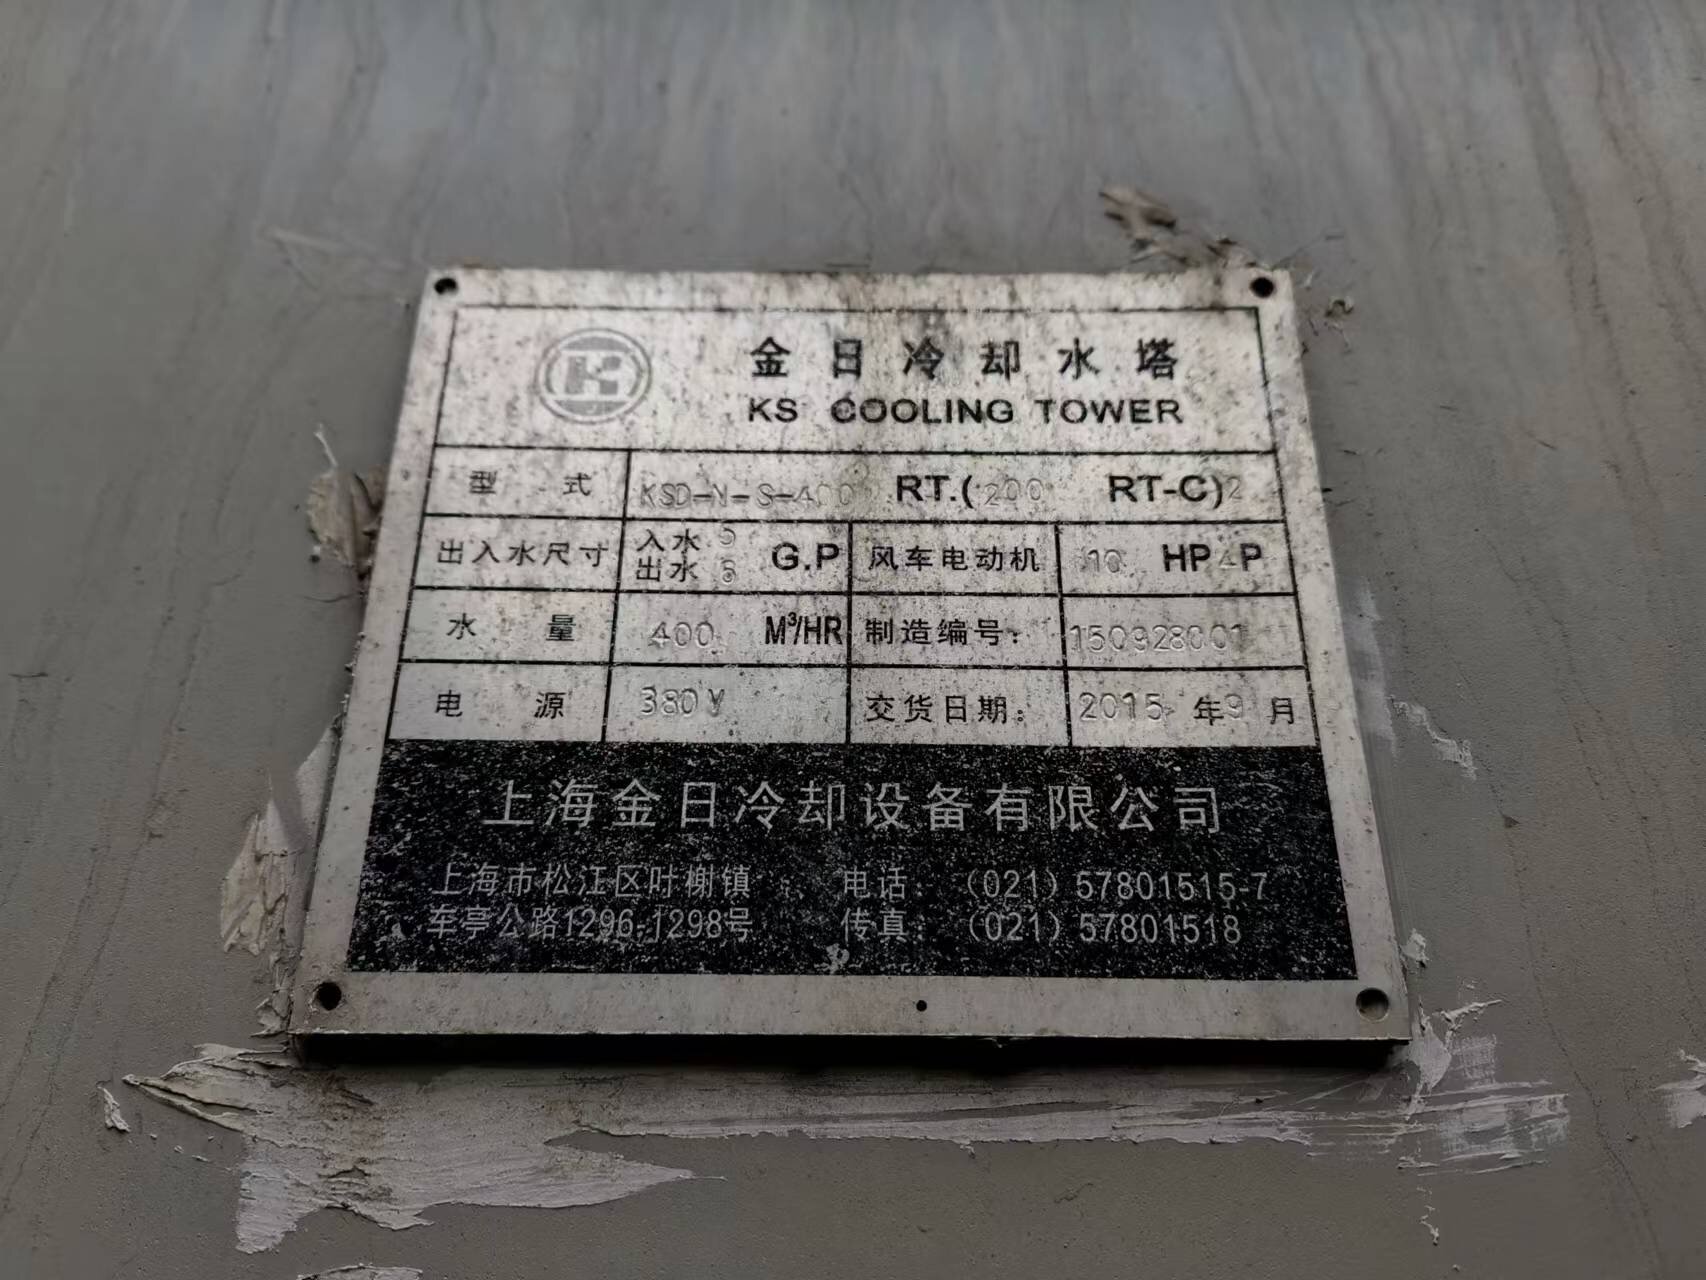 K
金日冷却水塔
KS COOLING TOWER
型式 KSD-N-S-400 RT.(200 RT-C)2
出入水尺寸 入水 5 出水 6 G.P 风车电动机 10 HP 4P
水量 400 M³/HR 制造编号: 150928001
电源 380V 交货日期: 2015年9月
上海金日冷却设备有限公司
上海市松江区叶榭镇 电话: (021) 57801515-7
车亭公路1296-1298号 传真: (021) 57801518